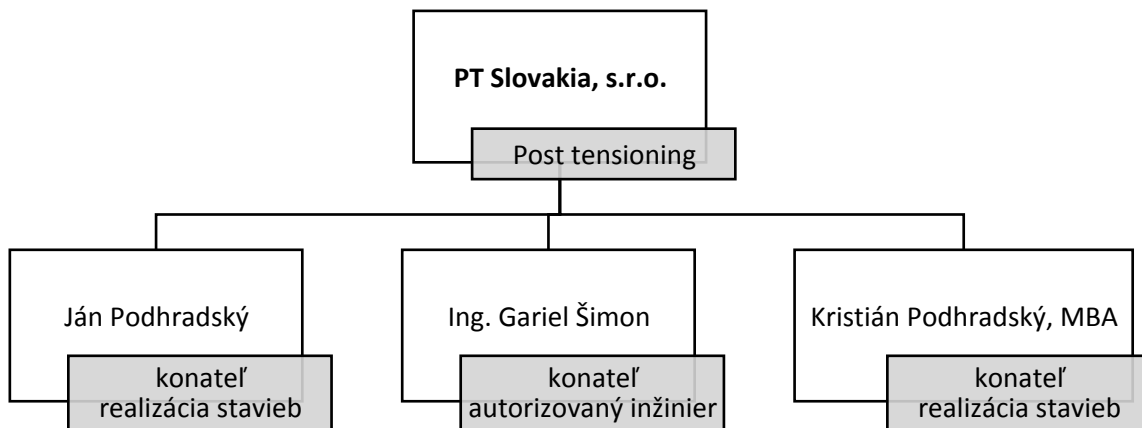 PT Slovakia, s.r.o.
Post tensioning
Ján Podhradský
konateľ
realizácia stavieb
Ing. Gariel Šimon
konateľ
autorizovaný inžinier
Kristián Podhradský, MBA
konateľ
realizácia stavieb